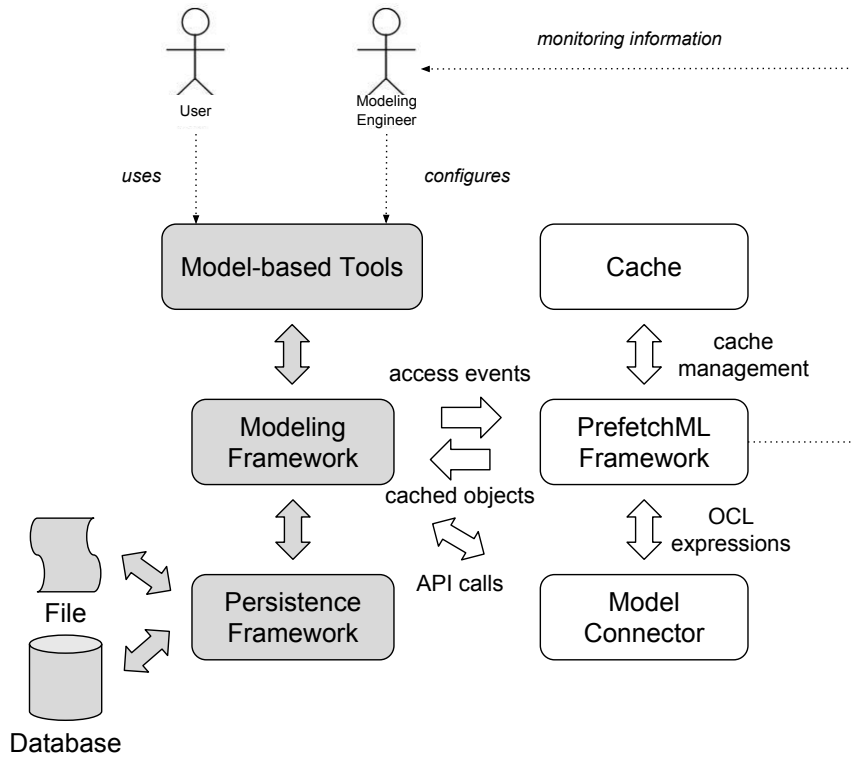 monitoring information
User
Modeling
Engineer
uses
configures
Model-based Tools
Cache
cache
management
access events
Modeling
Framework
PrefetchML
Framework
cached objects
OCL
expressions
API calls
File
Persistence
Framework
Model
Connector
Database